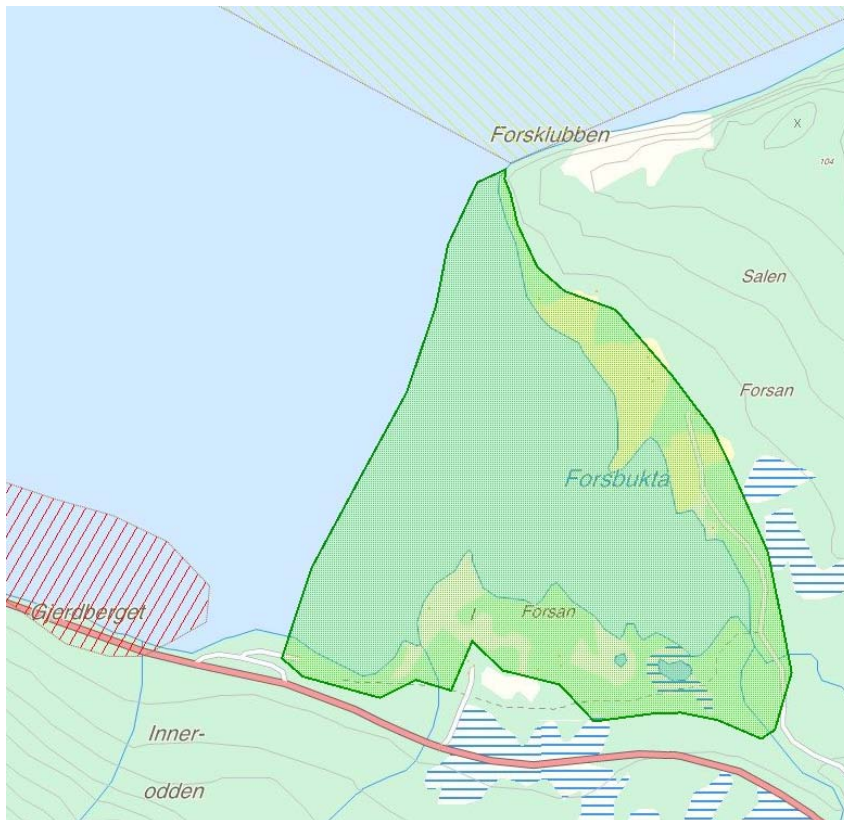 Forsklubben
x
104
Salen
Forsan
Forsbukta
Gjerdberget
I
Forsan
Inner-
odden